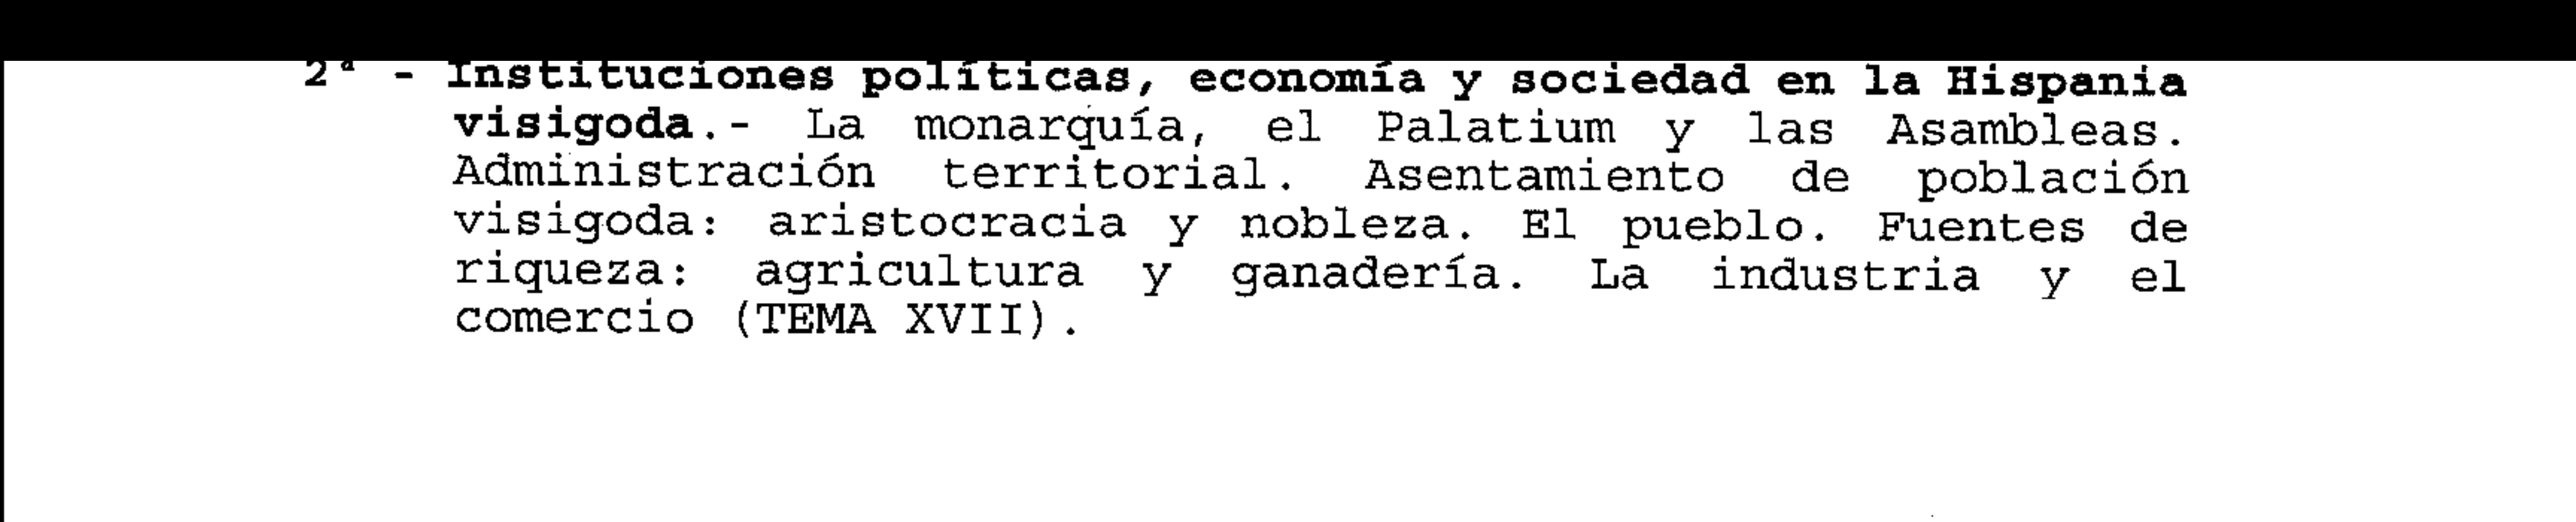 2ª - Instituciones políticas, economía y sociedad en la Hispania
visigoda.- La monarquía, el Palatium y las Asambleas.
Administración territorial. Asentamiento de población
visigoda: aristocracia y nobleza. El pueblo. Fuentes de
riqueza: agricultura y ganadería. La industria y el
comercio (TEMA XVII).